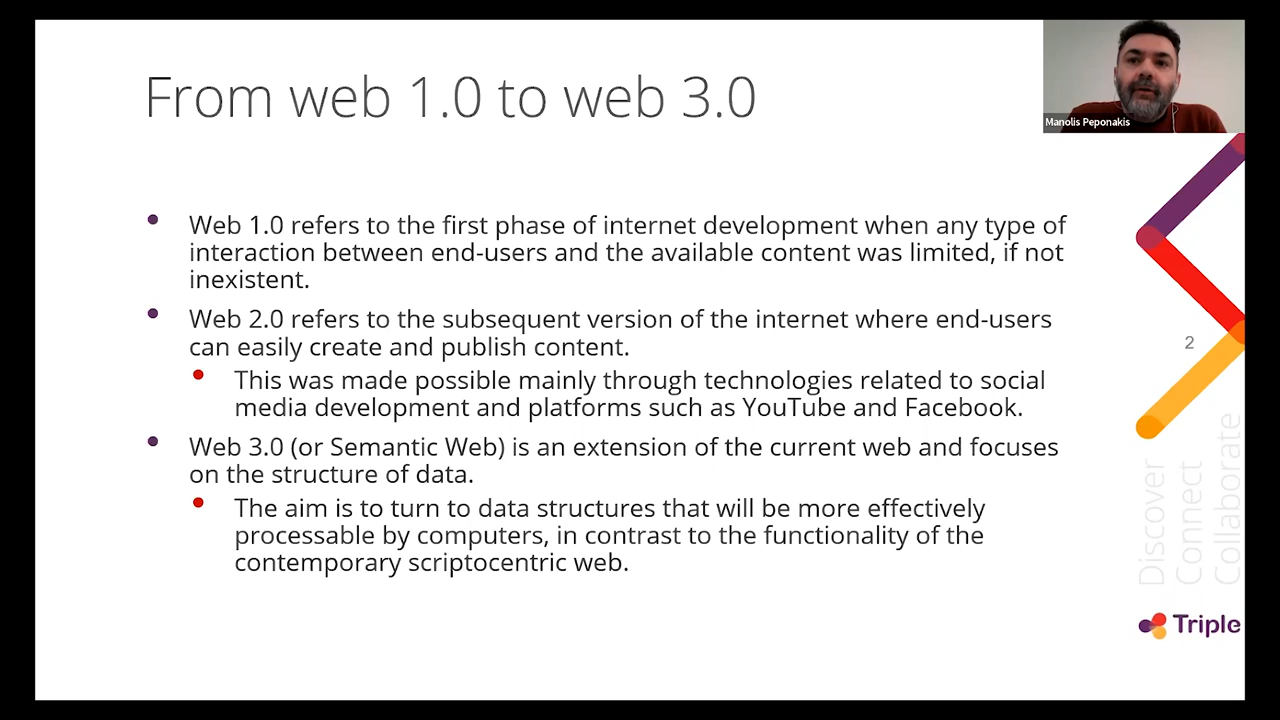 From web 1.0 to web 3.0
Manolis Peponakis
Web 1.0 refers to the first phase of internet development when any type of
interaction between end-users and the available content was limited, if not
inexistent.
Web 2.0 refers to the subsequent version of the internet where end-users
can easily create and publish content.
This was made possible mainly through technologies related to social
media development and platforms such as YouTube and Facebook.
Web 3.0 (or Semantic Web) is an extension of the current web and focuses
on the structure of data.
The aim is to turn to data structures that will be more effectively
processable by computers, in contrast to the functionality of the
contemporary scriptocentric web.
2
Discover
Connect
Collaborate
Triple